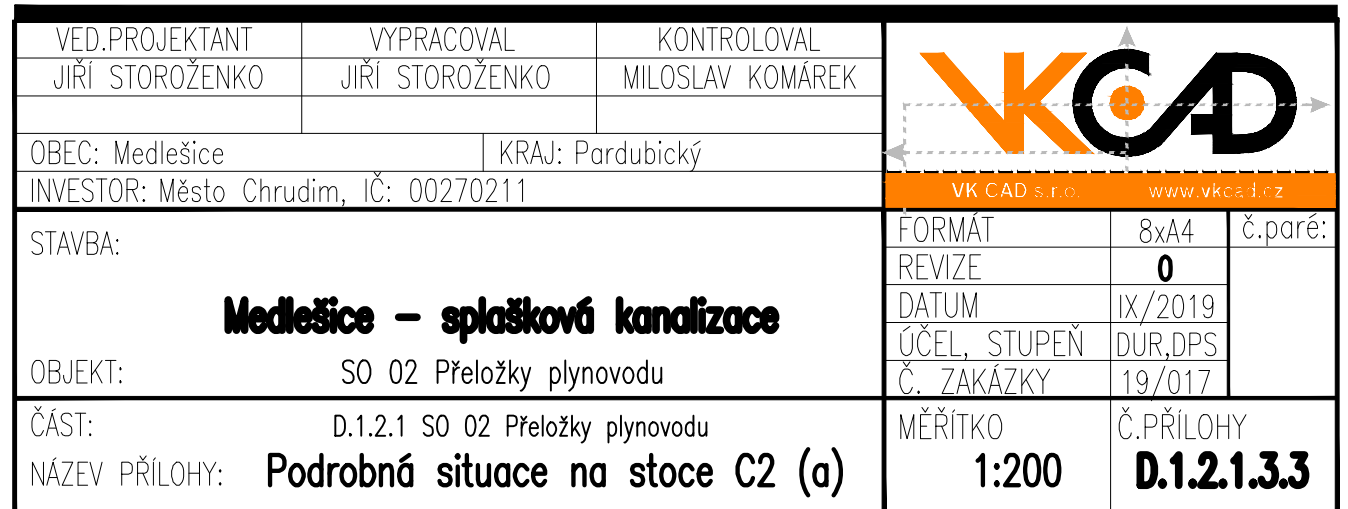 VED.PROJEKTANT VYPRACOVAL KONTROLOVAL
JIŘÍ STOROŽENKO JIŘÍ STOROŽENKO MILOSLAV KOMÁREK
VKCAD
OBEC: Medlešice KRAJ: Pardubický
INVESTOR: Město Chrudim, IČ: 00270211
VK CAD s.r.o. www.vkcad.cz
STAVBA:
Medlešice – splašková kanalizace
OBJEKT: SO 02 Přeložky plynovodu
FORMÁT 8xA4 č.paré:
REVIZE 0
DATUM IX/2019
ÚČEL, STUPEŇ DUR,DPS
Č. ZAKÁZKY 19/017
ČÁST: D.1.2.1 SO 02 Přeložky plynovodu
NÁZEV PŘÍLOHY: Podrobná situace na stoce C2 (a)
MĚŘÍTKO Č.PŘÍLOHY
1:200 D.1.2.1.3.3